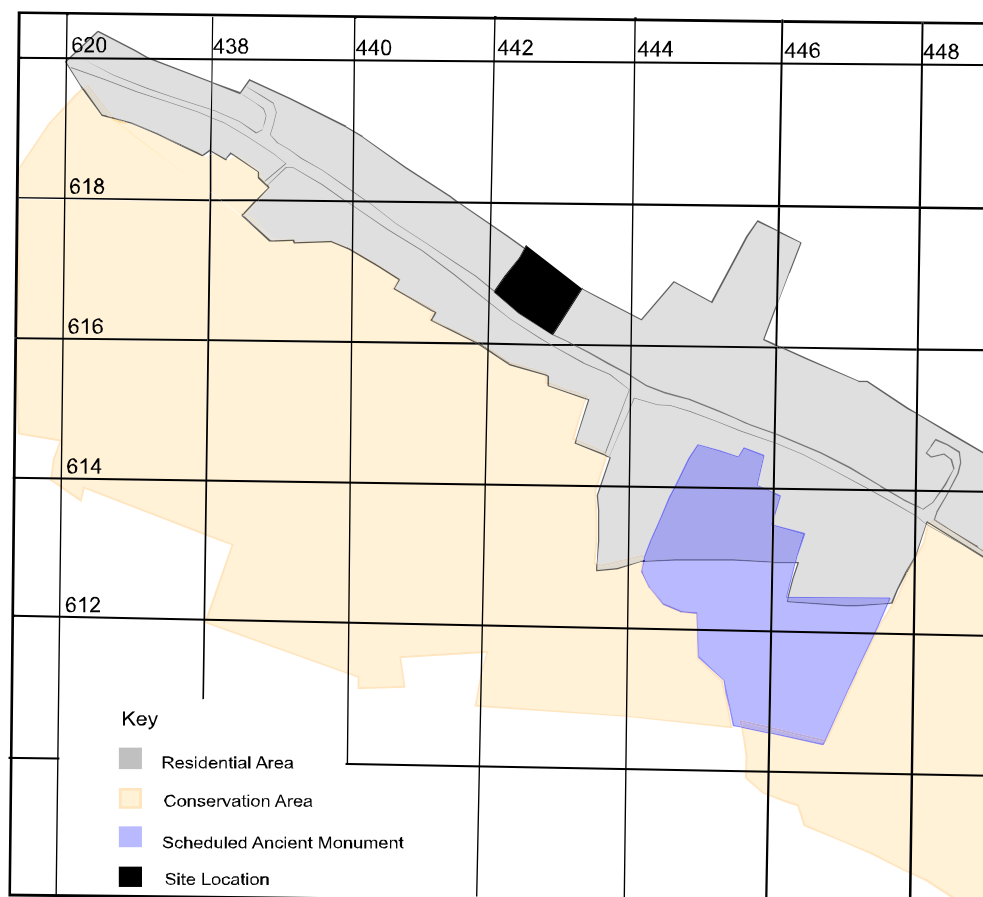 620 438 440 442 444 446 448
618
616
614
612
Key
Residential Area
Conservation Area
Scheduled Ancient Monument
Site Location